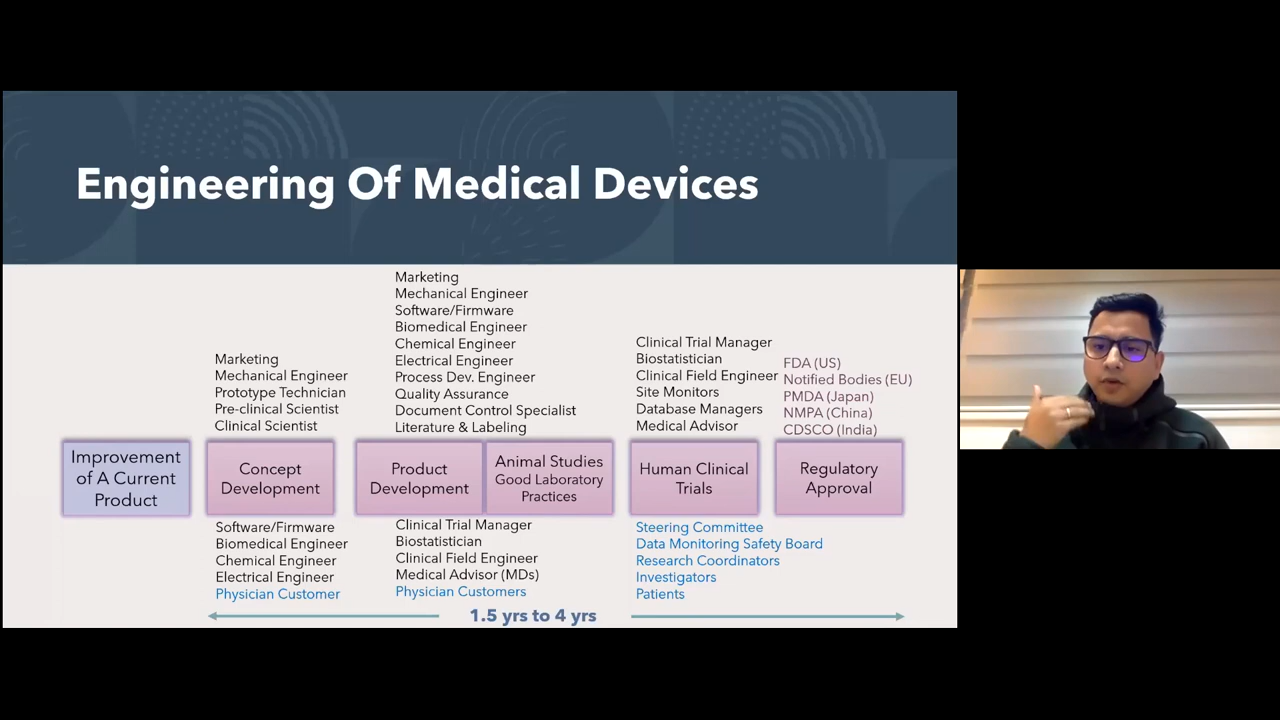 Engineering Of Medical Devices
Improvement
of A Current
Product
Marketing
Mechanical Engineer
Prototype Technician
Pre-clinical Scientist
Clinical Scientist
Concept
Development
Software/Firmware
Biomedical Engineer
Chemical Engineer
Electrical Engineer
Physician Customer
Marketing
Mechanical Engineer
Software/Firmware
Biomedical Engineer
Chemical Engineer
Electrical Engineer
Process Dev. Engineer
Quality Assurance
Document Control Specialist
Literature & Labeling
Product
Development
Animal Studies
Good Laboratory
Practices
Clinical Trial Manager
Biostatistician
Clinical Field Engineer
Medical Advisor (MDs)
Physician Customers
Clinical Trial Manager
Biostatistician
Clinical Field Engineer
Site Monitors
Database Managers
Medical Advisor
Human Clinical
Trials
Steering Committee
Data Monitoring Safety Board
Research Coordinators
Investigators
Patients
FDA (US)
Notified Bodies (EU)
PMDA (Japan)
NMPA (China)
CDSCO (India)
Regulatory
Approval
1.5 yrs to 4 yrs